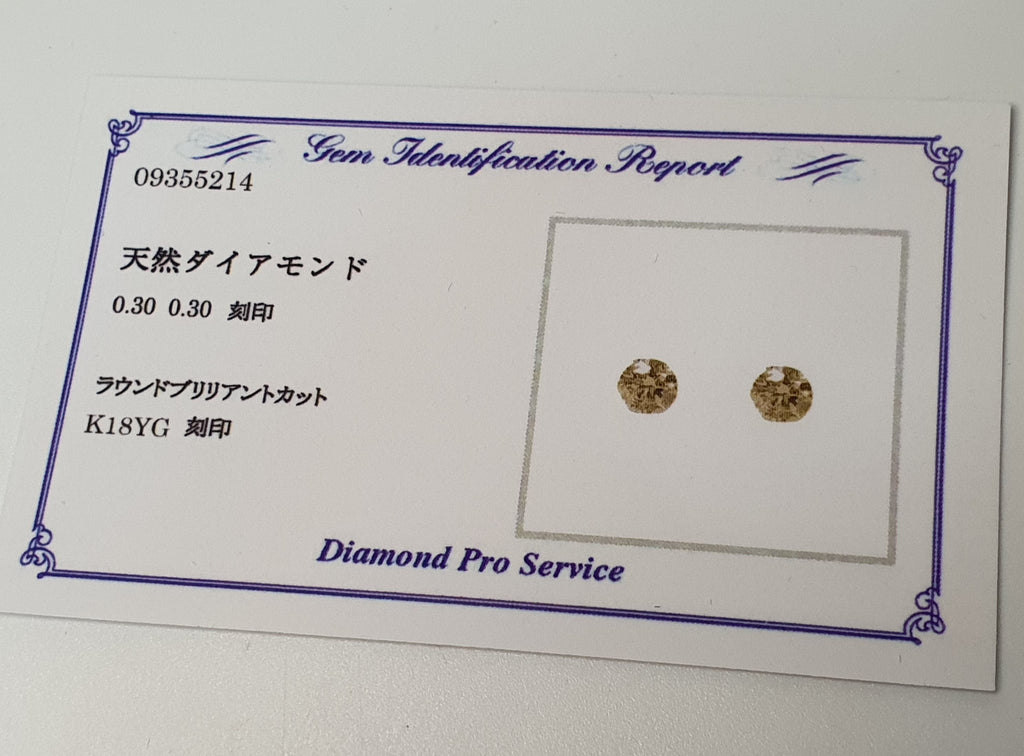 Gem Identification Report
09355214
天然ダイアモンド
0.30 0.30 刻印
ラウンドブリリアントカット
K18YG 刻印
Diamond Pro Service